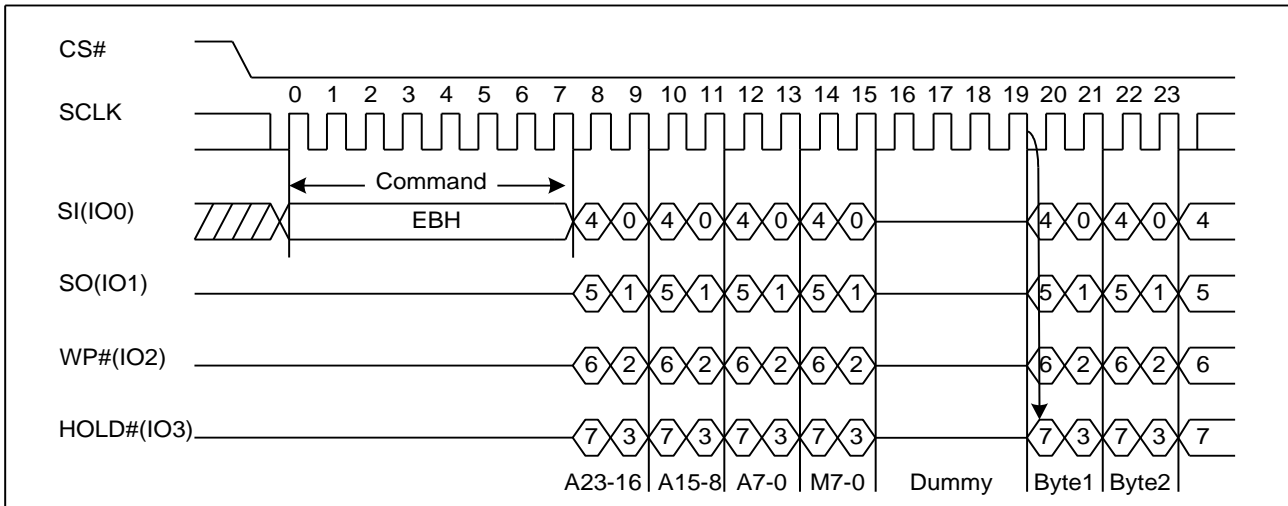 CS#
0 1 2 3 4 5 6 7 8 9 10 11 12 13 14 15 16 17 18 19 20 21 22 23
SCLK
Command
SI(IO0) EBH 4 0 4 0 4 0 4 0 4 0 4 0 4
SO(IO1) 5 1 5 1 5 1 5 1 5 1 5 1 5
WP#(IO2) 6 2 6 2 6 2 6 2 6 2 6 2 6
HOLD#(IO3) 7 3 7 3 7 3 7 3 7 3 7 3 7
A23-16 A15-8 A7-0 M7-0 Dummy Byte1 Byte2